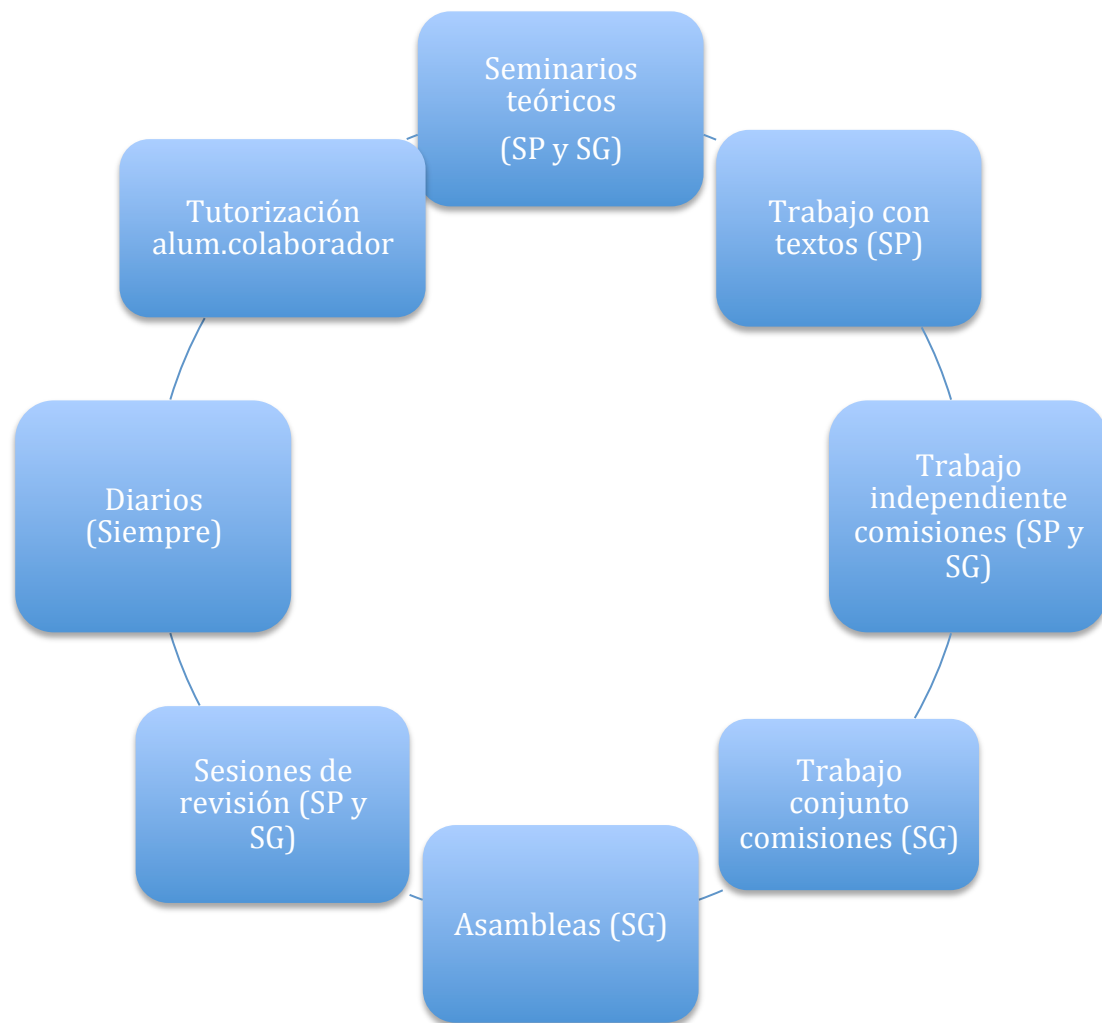 Seminarios
teóricos
(SP y SG)
Trabajo con
textos (SP)
Trabajo
independiente
comisiones (SP y
SG)
Trabajo
conjunto
comisiones (SG)
Asambleas (SG)
Sesiones de
revisión (SP y
SG)
Diarios
(Siempre)
Tutorización
alum.colaborador